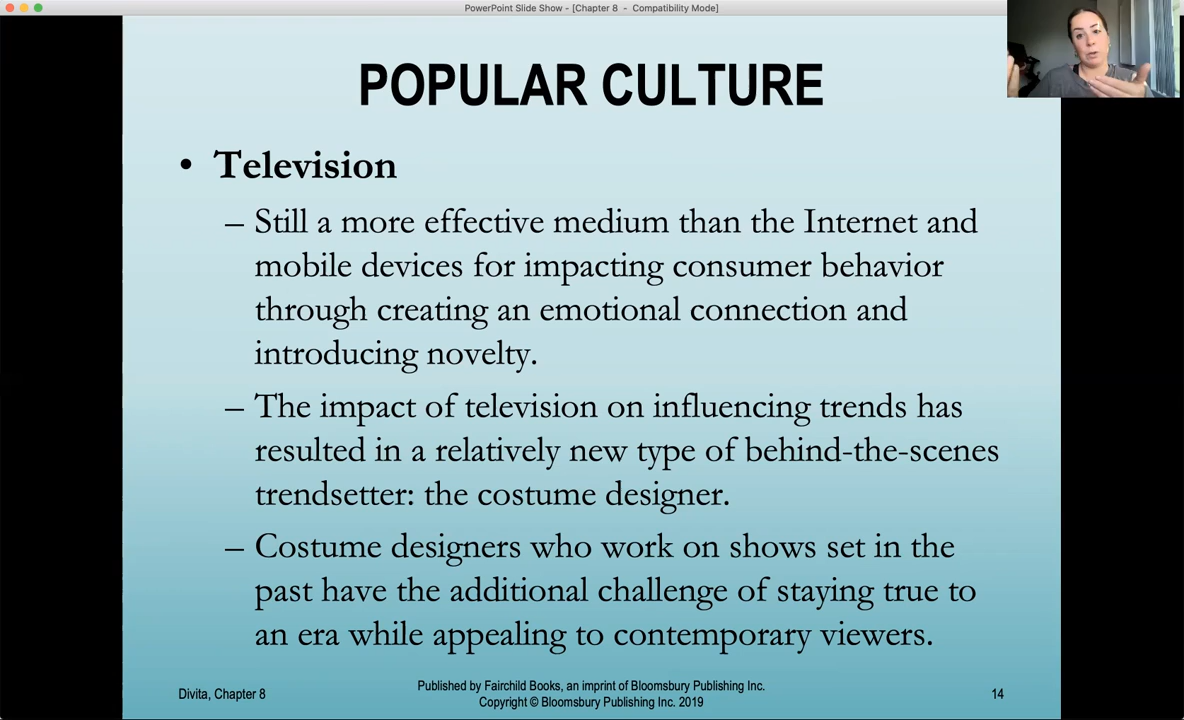 PowerPoint Slide Show - [Chapter 8 - Compatibility Mode]
POPULAR CULTURE
• Television
– Still a more effective medium than the Internet and
mobile devices for impacting consumer behavior
through creating an emotional connection and
introducing novelty.
– The impact of television on influencing trends has
resulted in a relatively new type of behind-the-scenes
trendsetter: the costume designer.
– Costume designers who work on shows set in the
past have the additional challenge of staying true to
an era while appealing to contemporary viewers.
Divita, Chapter 8
Published by Fairchild Books, an imprint of Bloomsbury Publishing Inc.
Copyright © Bloomsbury Publishing Inc. 2019
14